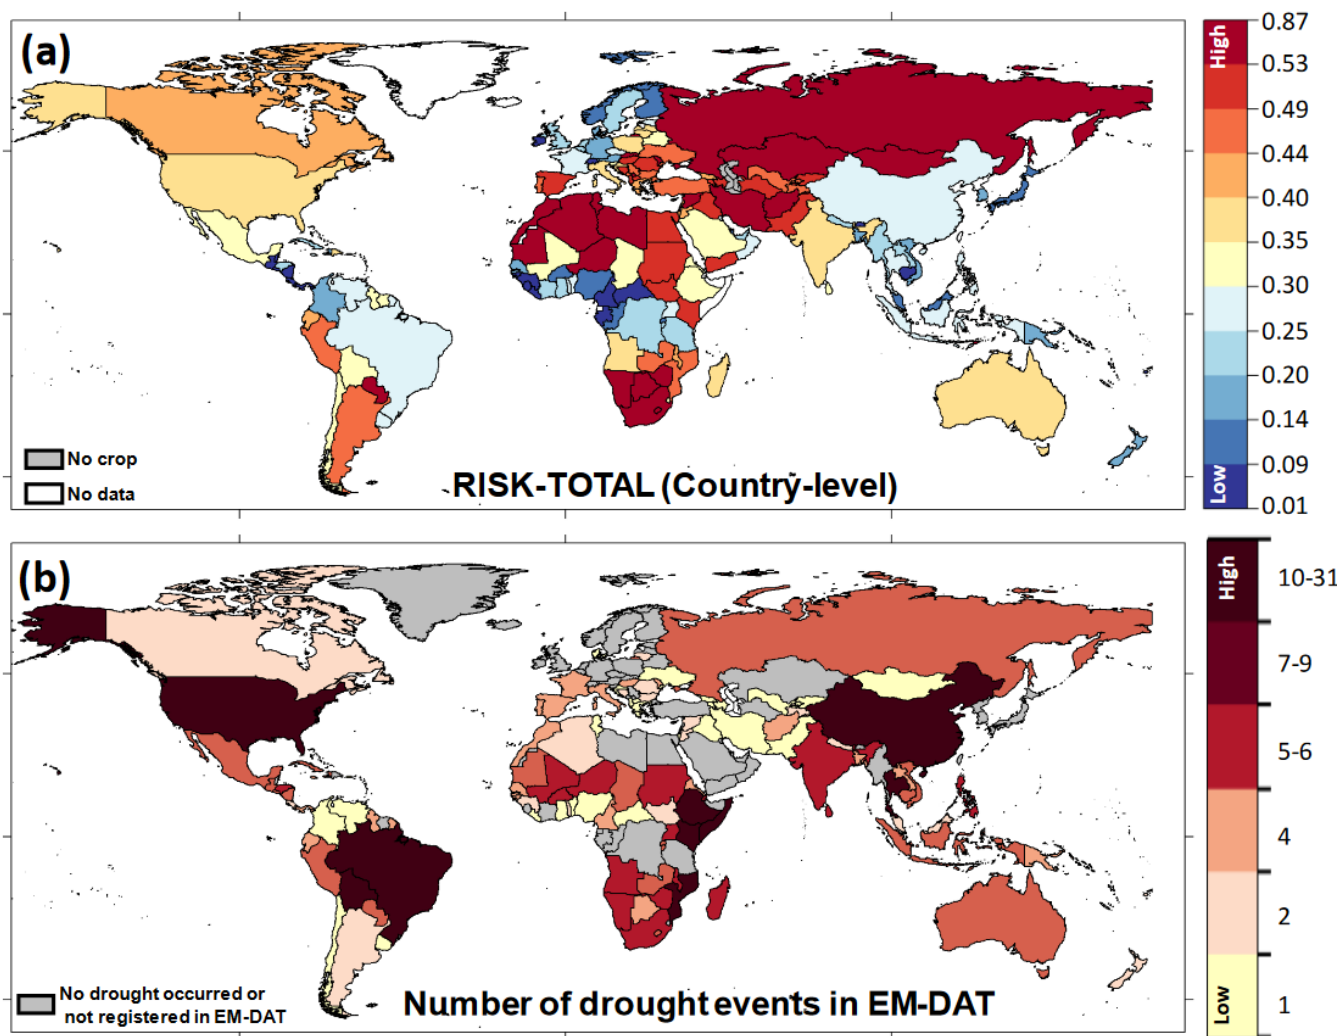 (a)
No crop
No data
RISK-TOTAL (Country-level)
High
Low
0.87
0.53
0.49
0.44
0.40
0.35
0.30
0.25
0.20
0.14
0.09
0.01
(b)
No drought occurred or
not registered in EM-DAT
Number of drought events in EM-DAT
High
Low
10-31
7-9
5-6
4
2
1